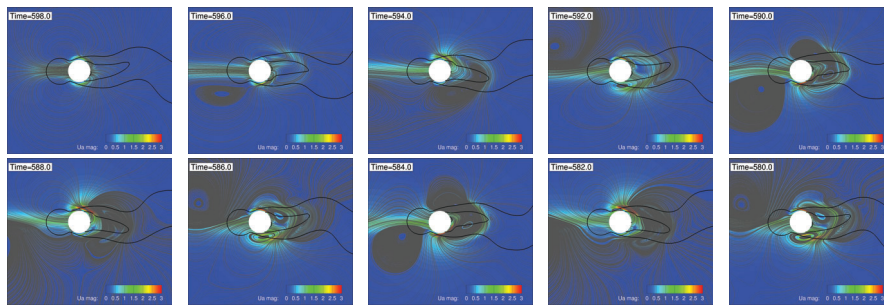 Time=598.0
Us mag: 0 0.5 1 1.5 2 2.5 3
Time=596.0
Us mag: 0 0.5 1 1.5 2 2.5 3
Time=594.0
Us mag: 0 0.5 1 1.5 2 2.5 3
Time=592.0
Us mag: 0 0.5 1 1.5 2 2.5 3
Time=590.0
Us mag: 0 0.5 1 1.5 2 2.5 3
Time=588.0
Us mag: 0 0.5 1 1.5 2 2.5 3
Time=586.0
Us mag: 0 0.5 1 1.5 2 2.5 3
Time=584.0
Us mag: 0 0.5 1 1.5 2 2.5 3
Time=582.0
Us mag: 0 0.5 1 1.5 2 2.5 3
Time=580.0
Us mag: 0 0.5 1 1.5 2 2.5 3